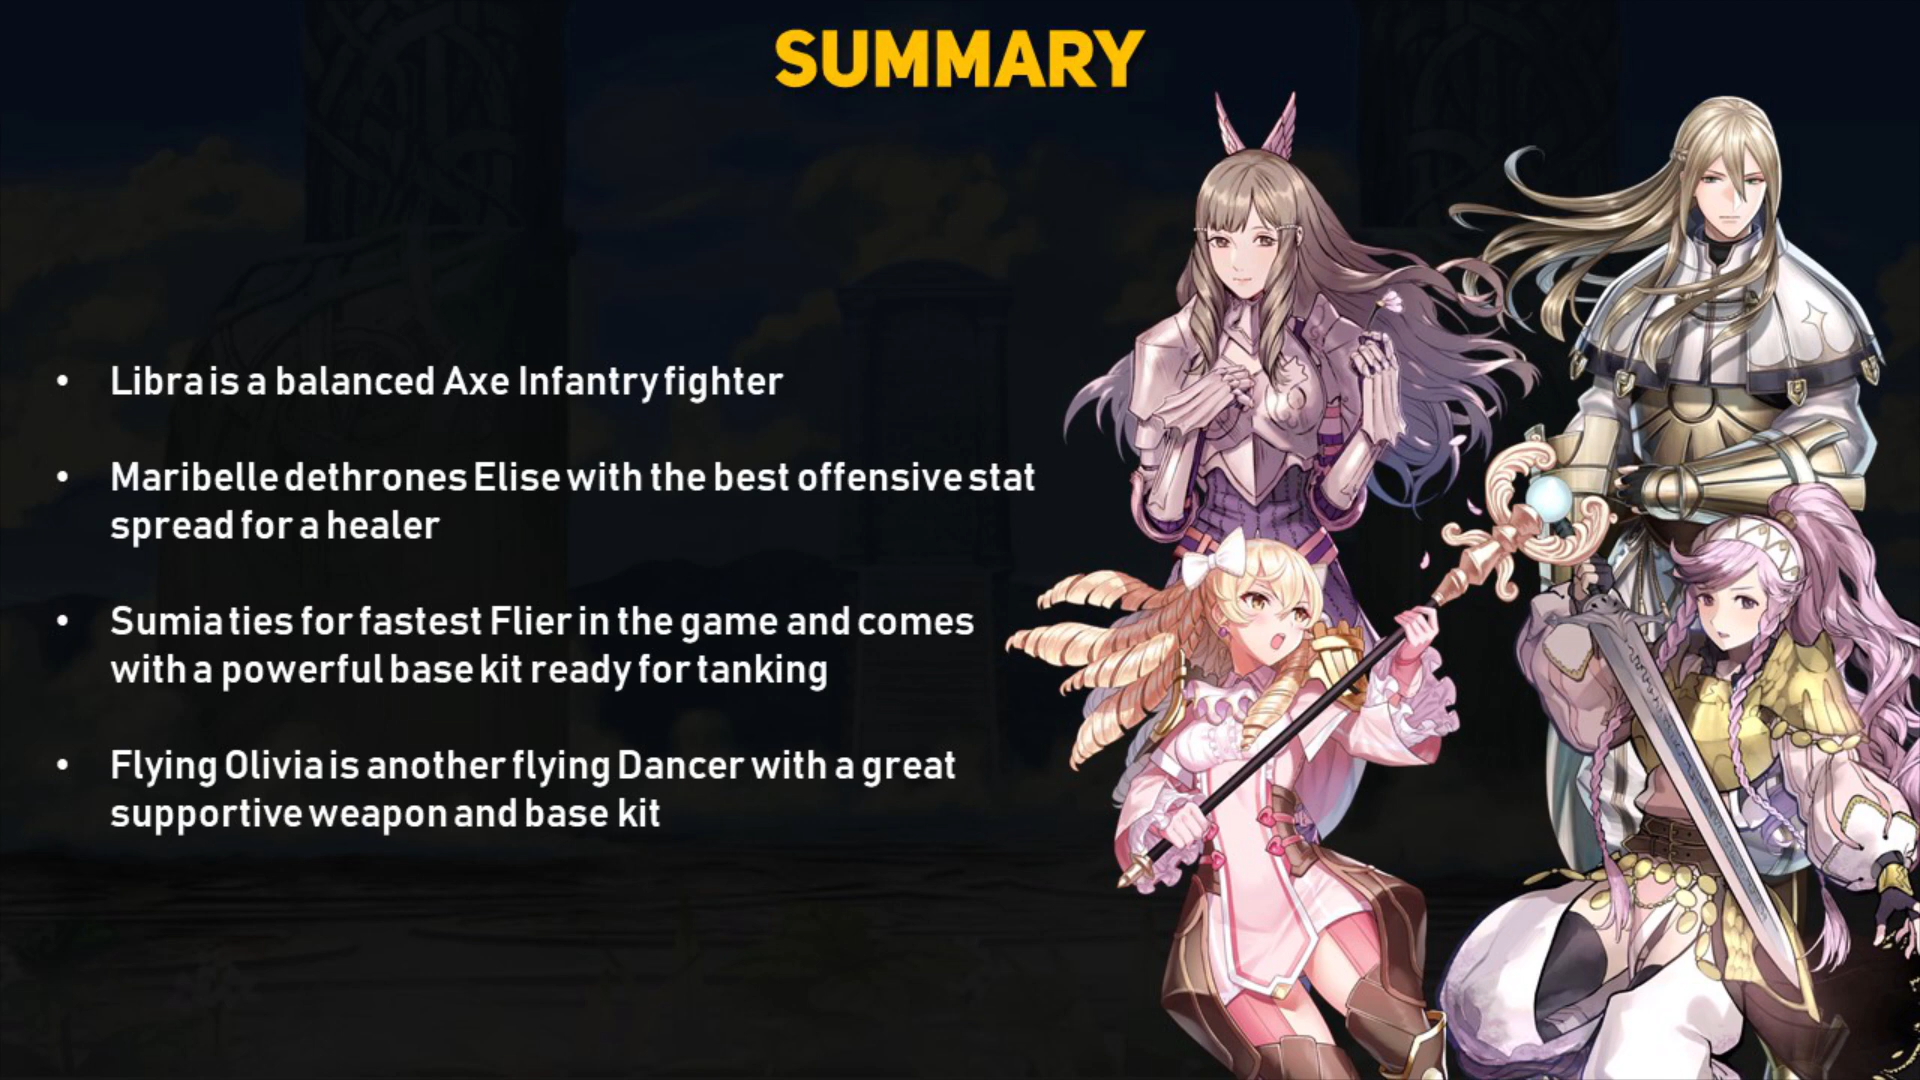 SUMMARY
• Libra is a balanced Axe Infantry fighter
• Maribelle dethrones Elise with the best offensive stat
spread for a healer
• Sumia ties for fastest Flier in the game and comes
with a powerful base kit ready for tanking
• Flying Olivia is another flying Dancer with a great
supportive weapon and base kit